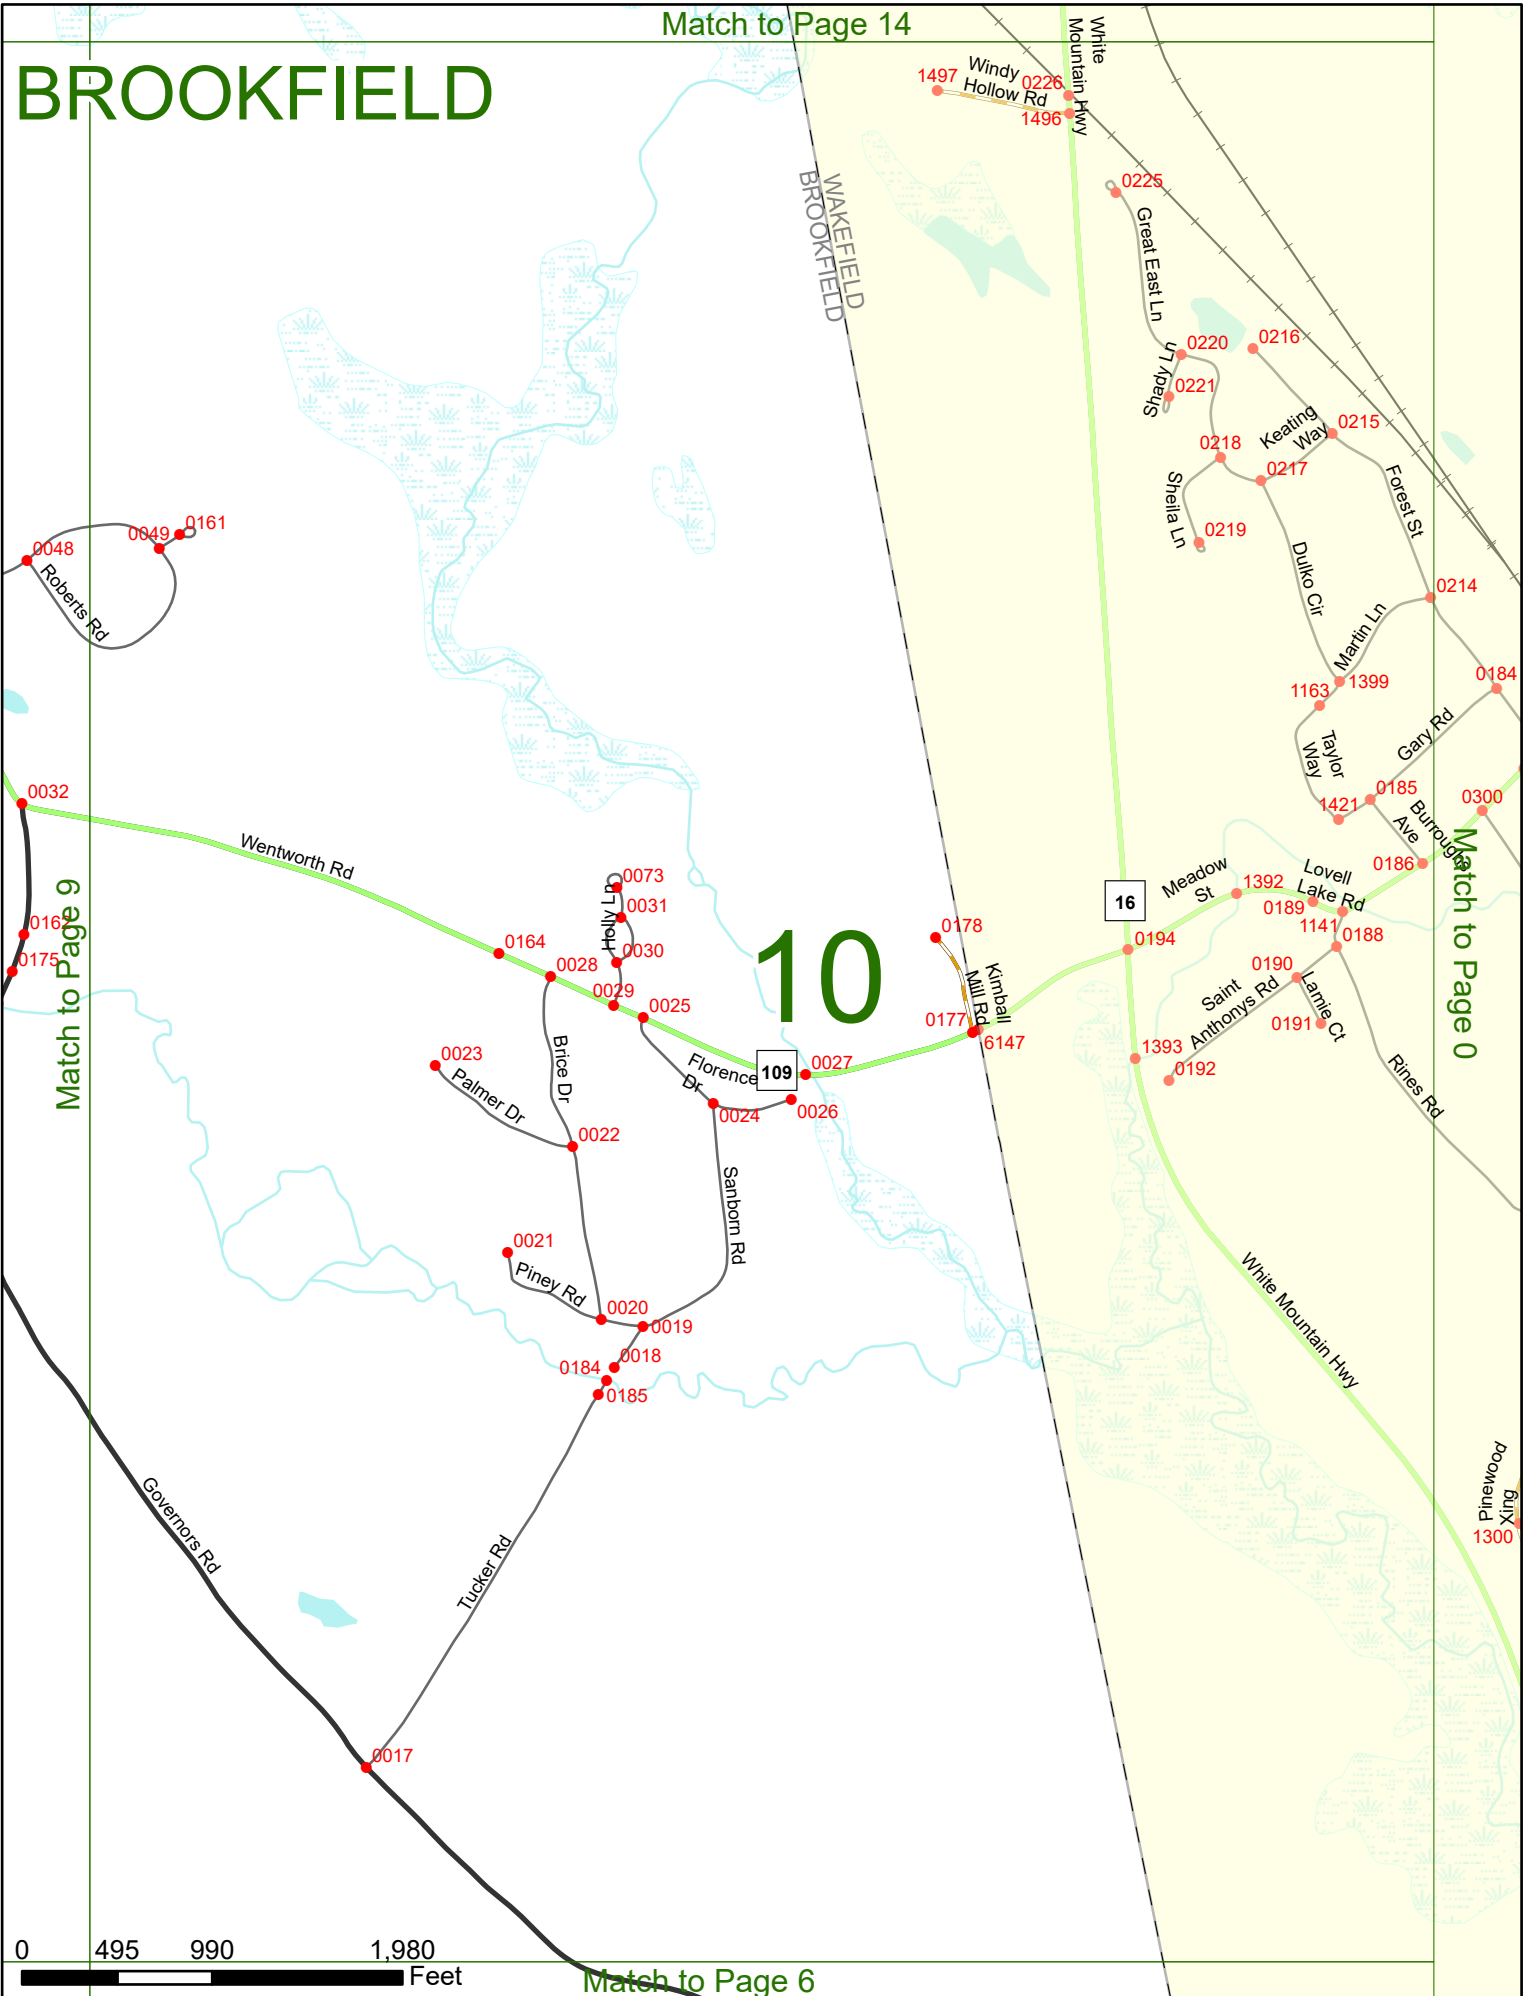 Match to Page 14
BROOKFIELD
White
Mountain Hwy
Windy
Hollow Rd
1497
0226
1496
WAKEFIELD
BROOKFIELD
0225
Great East Ln
0220
0216
Shady Ln
0221
Keating
Way
0215
0218
0217
Forest St
Sheila Ln
0219
0161
0049
0048
Roberts Rd
Dulko Cir
0214
Martin Ln
1399
0184
1163
Taylor
Way
Gary Rd
0185
1421
0300
Burroughs
Ave
0186
0032
Wentworth Rd
Match to Page 9
Match to Page 0
0073
0031
Holly Ln
0030
0162
0175
0164
0028
0029
0025
10
0178
Kimball
Mill Rd
0177
6147
16
Meadow
St
1392
Lovell
Lake Rd
0189
1141
0188
0194
0190
Saint
Anthonys Rd
Lamie Ct
0191
1393
0192
Rines Rd
0023
Palmer Dr
Brice Dr
Florence
Dr
109
0027
0026
0024
0022
Sanborn Rd
0021
Piney Rd
0020
0019
0018
0184
0185
White Mountain Hwy
Governors Rd
Tucker Rd
Pinewood
Xing
1300
0017
0 495 990 1,980
Feet
Match to Page 6